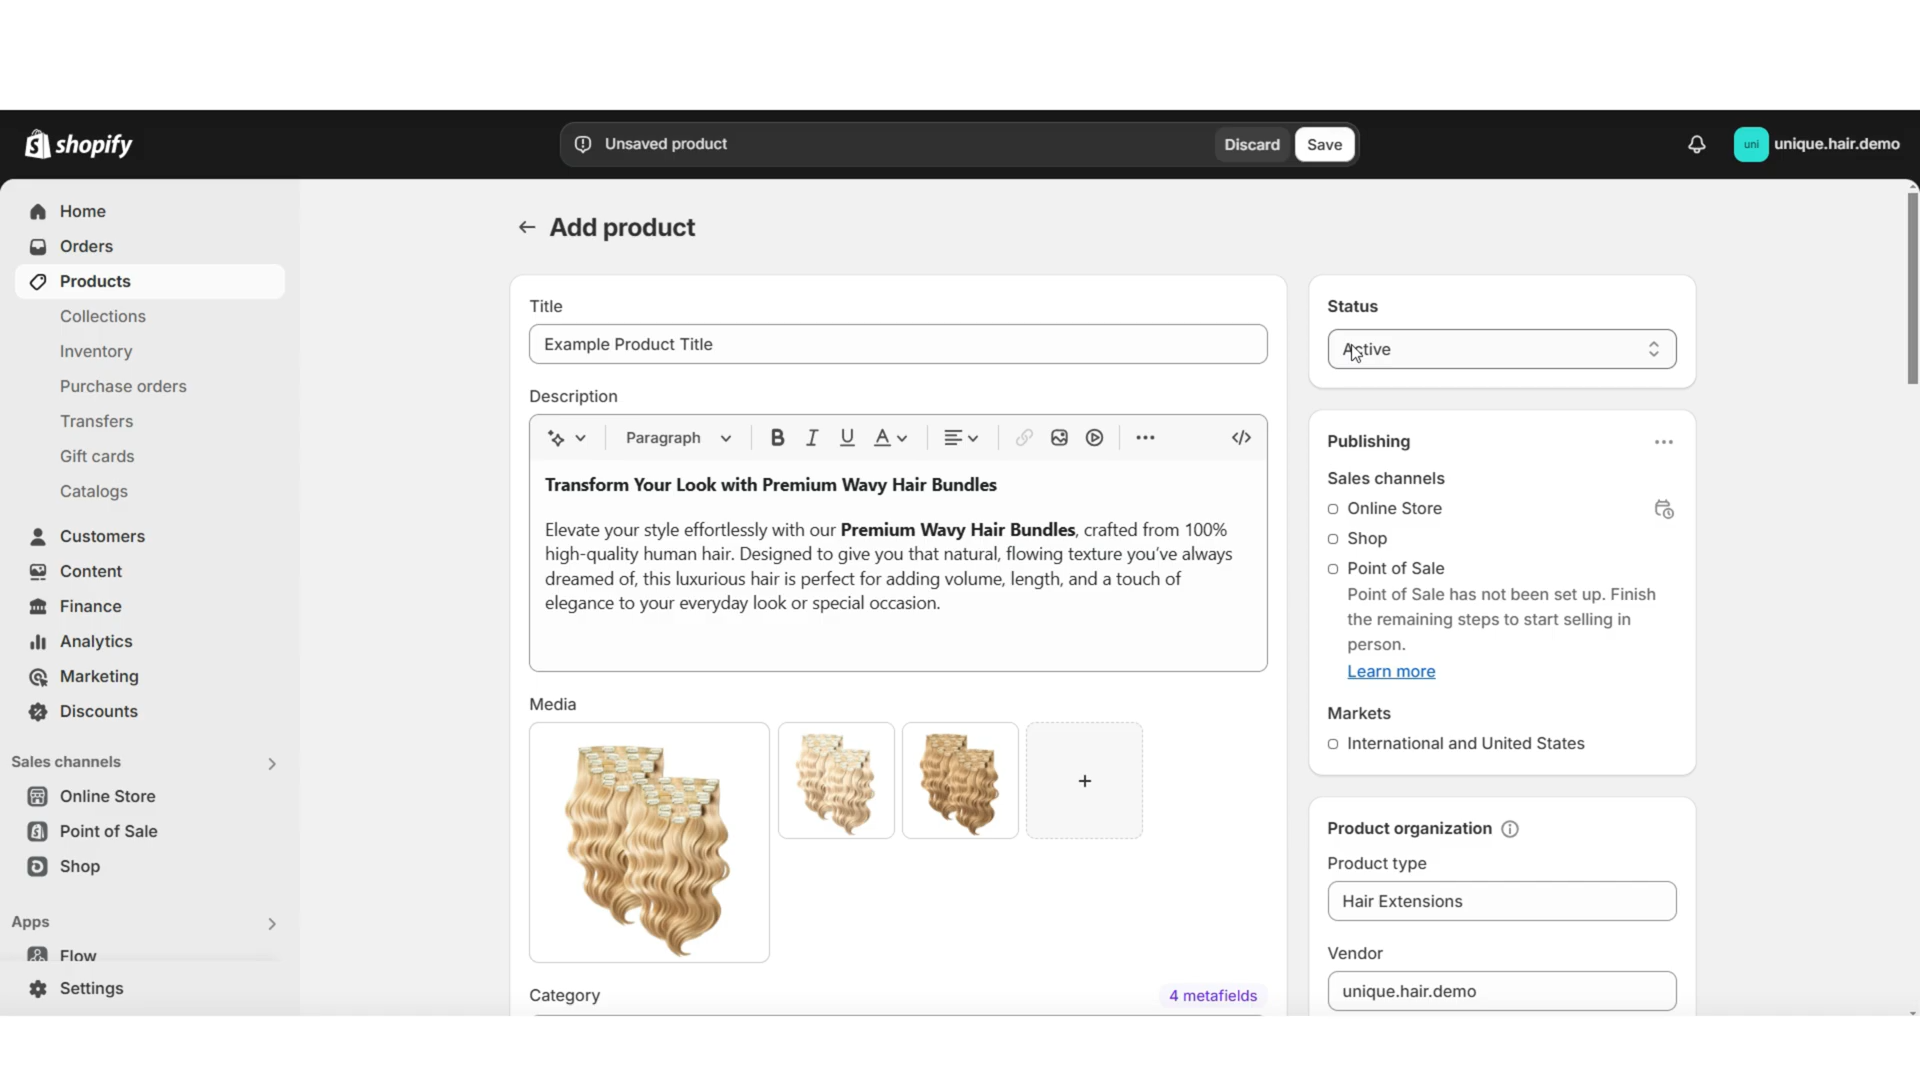 shopify
Unsaved product
Discard
Save
uni
unique.hair.demo
Home
Orders
Products
Collections
Inventory
Purchase orders
Transfers
Gift cards
Catalogs
Customers
Content
Finance
Analytics
Marketing
Discounts
Sales channels
Online Store
Point of Sale
Shop
Apps
Flow
Settings
Add product
Title
Example Product Title
Description
Paragraph
B I U A
Transform Your Look with Premium Wavy Hair Bundles
Elevate your style effortlessly with our Premium Wavy Hair Bundles, crafted from 100%
high-quality human hair. Designed to give you that natural, flowing texture you've always
dreamed of, this luxurious hair is perfect for adding volume, length, and a touch of
elegance to your everyday look or special occasion.
Media
Category
4 metafields
Status
Active
Publishing
Sales channels
Online Store
Shop
Point of Sale
Point of Sale has not been set up. Finish
the remaining steps to start selling in
person.
Learn more
Markets
International and United States
Product organization
Product type
Hair Extensions
Vendor
unique.hair.demo